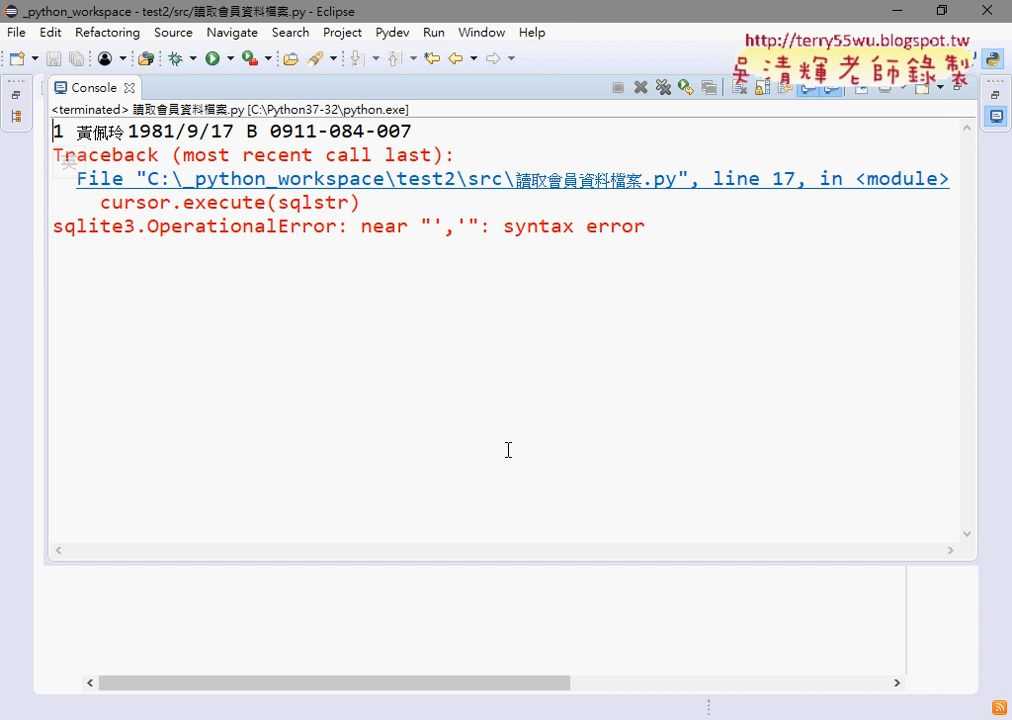 _python_workspace - test2/src/讀取會員資料檔案.py - Eclipse
File Edit Refactoring Source Navigate Search Project Pydev Run Window Help
http://terry55wu.blogspot.tw
吳清輝老師錄製
Console
<terminated> 讀取會員資料檔案.py [C:\Python37-32\python.exe]
1 黃佩玲 1981/9/17 B 0911-084-007
Traceback (most recent call last):
英
File "C:\_python_workspace\test2\src\讀取會員資料檔案.py", line 17, in <module>
cursor.execute(sqlstr)
sqlite3.OperationalError: near "','": syntax error